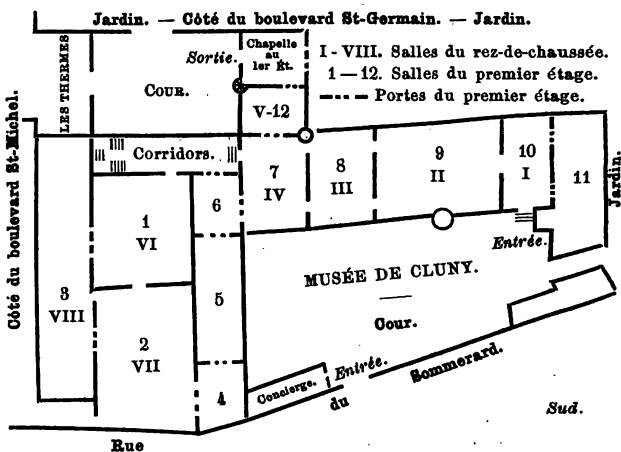 Jardin. — Côté du boulevard St-Germain. — Jardin.
Sortie.
Chapelle
au
1er Ét.
I - VIII. Salles du rez-de-chaussée.
1 — 12. Salles du premier étage.
Portes du premier étage.
LES THERMES
COUR.
V-12
Côté du boulevard St-Michel.
Corridors.
7
IV
8
III
9
II
10
I
11
Jardin.
6
1
VI
Entrée.
MUSÉE DE CLUNY.
Cour.
3
VIII
5
2
VII
4
Concierge.
Entrée.
Rue
du
Sommerard.
Sud.